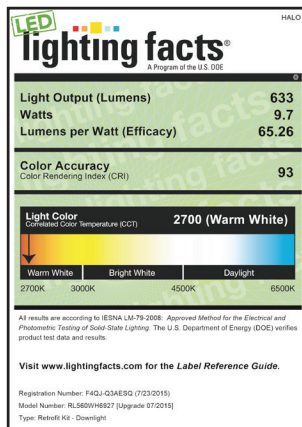 LED
HALO
lighting facts®
A Program of the U.S. DOE
Light Output (Lumens) 633
Watts 9.7
Lumens per Watt (Efficacy) 65.26
Color Accuracy 93
Color Rendering Index (CRI)
Light Color
Correlated Color Temperature (CCT) 2700 (Warm White)
Warm White Bright White Daylight
2700K 3000K 4500K 6500K
All results are according to IESNA LM-79-2008: Approved Method for the Electrical and
Photometric Testing of Solid-State Lighting. The U.S. Department of Energy (DOE) verifies
product test data and results.
Visit www.lightingfacts.com for the Label Reference Guide.
Registration Number: F4QJ-Q3AESQ (7/23/2015)
Model Number: RL560WH6927 [Upgrade 07/2015]
Type: Retrofit Kit - Downlight